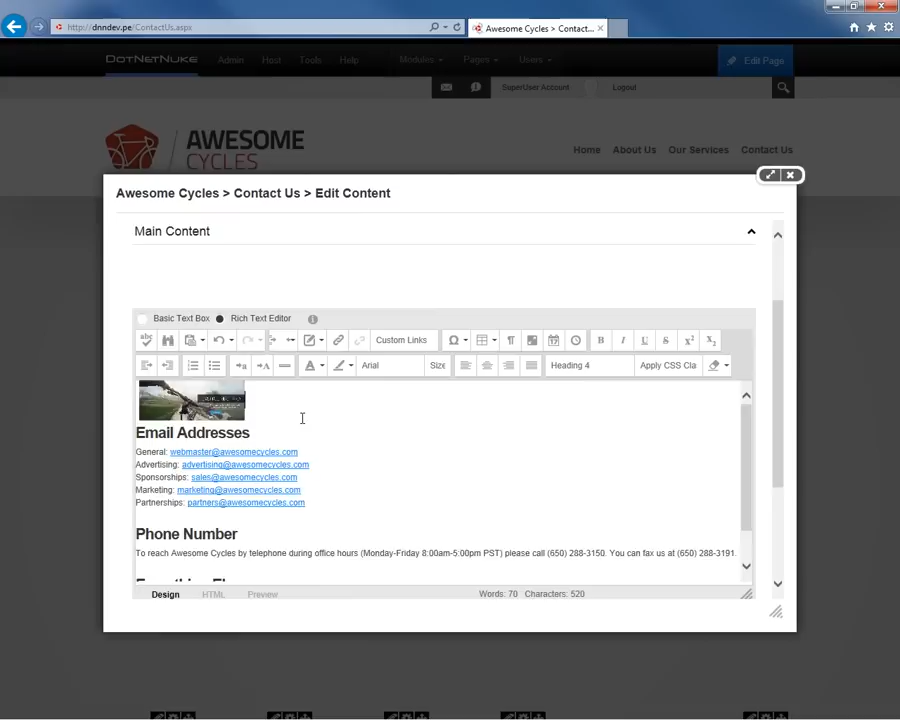 http://dnndev.pe/ContactUs.aspx
Awesome Cycles > Contact...
DOTNETNUKE Admin Host Tools Help Modules Pages Users Edit Page
SuperUser Account Logout
AWESOME
CYCLES
Home About Us Our Services Contact Us
Awesome Cycles > Contact Us > Edit Content
Main Content
Basic Text Box Rich Text Editor
Custom Links
Arial Size Heading 4 Apply CSS Cla
Email Addresses
General: webmaster@awesomecycles.com
Advertising: advertising@awesomecycles.com
Sponsorships: sales@awesomecycles.com
Marketing: marketing@awesomecycles.com
Partnerships: partners@awesomecycles.com
Phone Number
To reach Awesome Cycles by telephone during office hours (Monday-Friday 8:00am-5:00pm PST) please call (650) 288-3150. You can fax us at (650) 288-3191.
Design HTML Preview Words: 70 Characters: 520